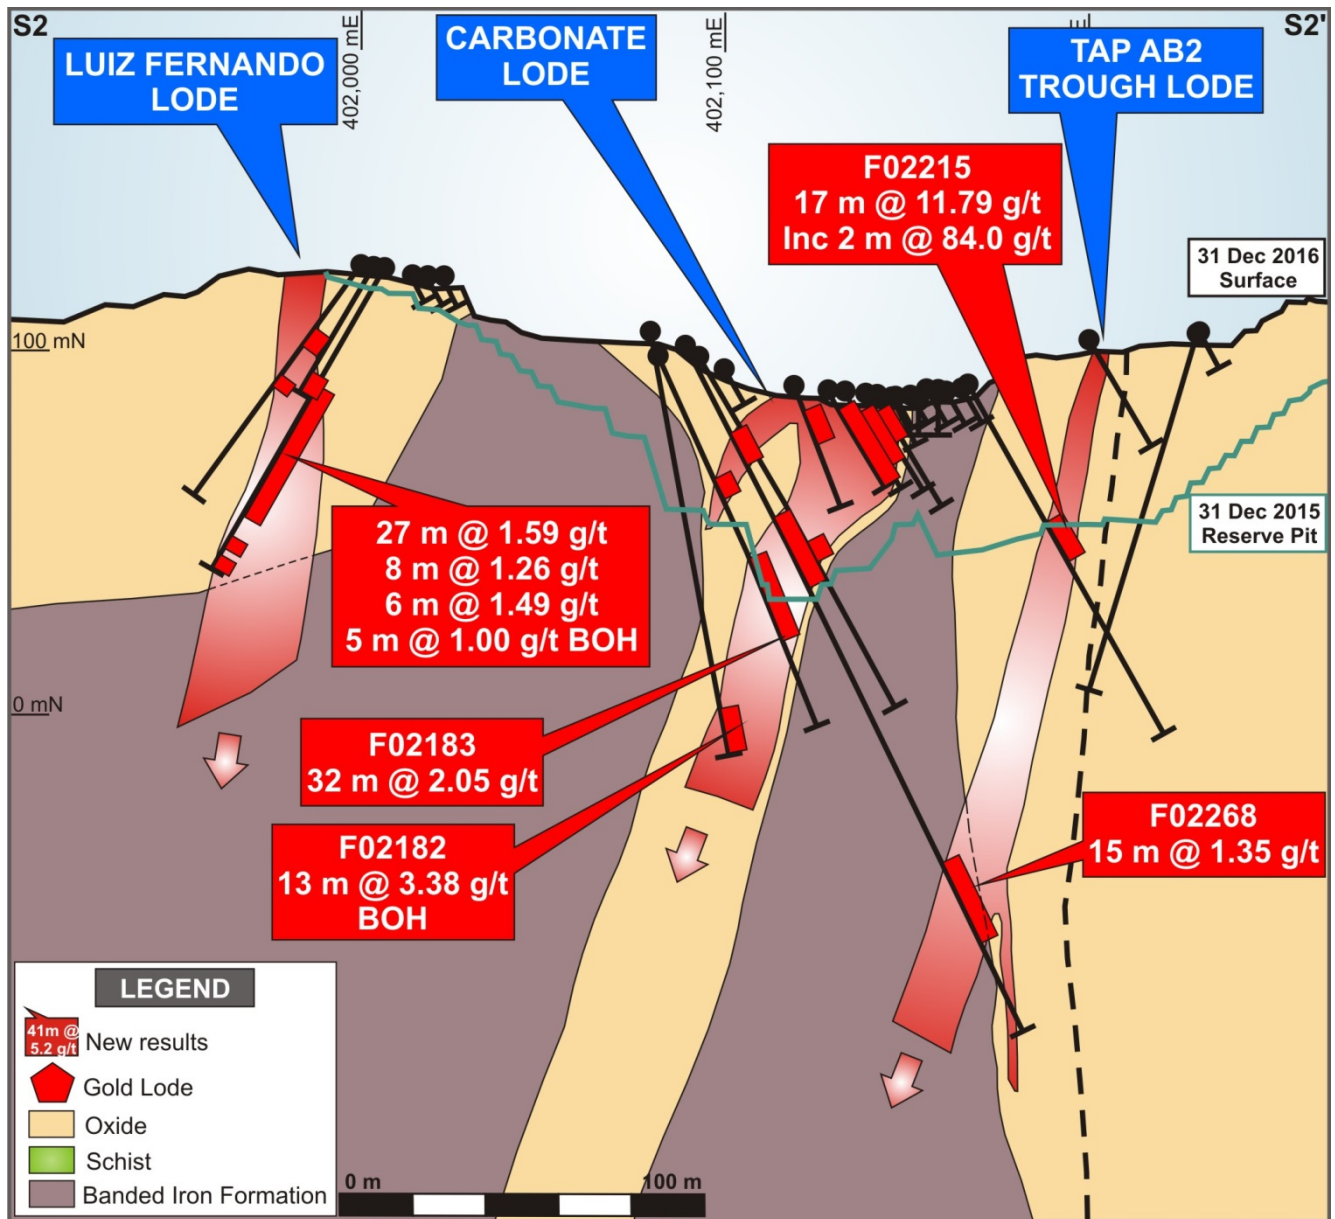 S2
S2'
LUIZ FERNANDO
LODE
402,000 mE
CARBONATE
LODE
402,100 mE
E
TAP AB2
TROUGH LODE
F02215
17 m @ 11.79 g/t
Inc 2 m @ 84.0 g/t
31 Dec 2016
Surface
100 mN
31 Dec 2015
Reserve Pit
27 m @ 1.59 g/t
8 m @ 1.26 g/t
6 m @ 1.49 g/t
5 m @ 1.00 g/t BOH
0 mN
F02183
32 m @ 2.05 g/t
F02182
13 m @ 3.38 g/t
BOH
F02268
15 m @ 1.35 g/t
LEGEND
41m @
5.2 g/t
New results
Gold Lode
Oxide
Schist
Banded Iron Formation
0 m
100 m